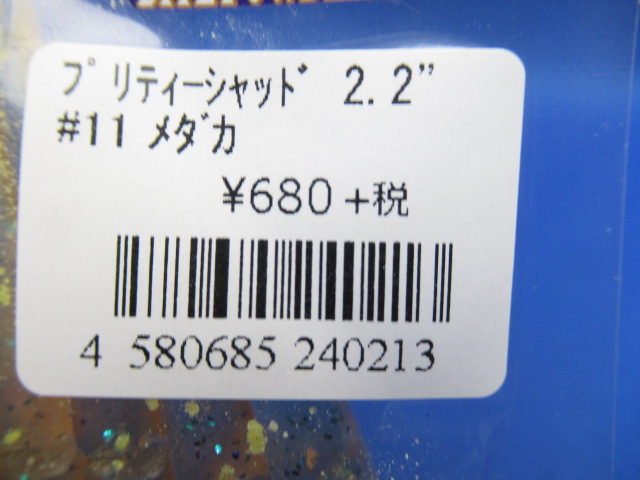 プリティーシャッド 2.2”
#11 メダカ
¥680 +税
4 580685 240213